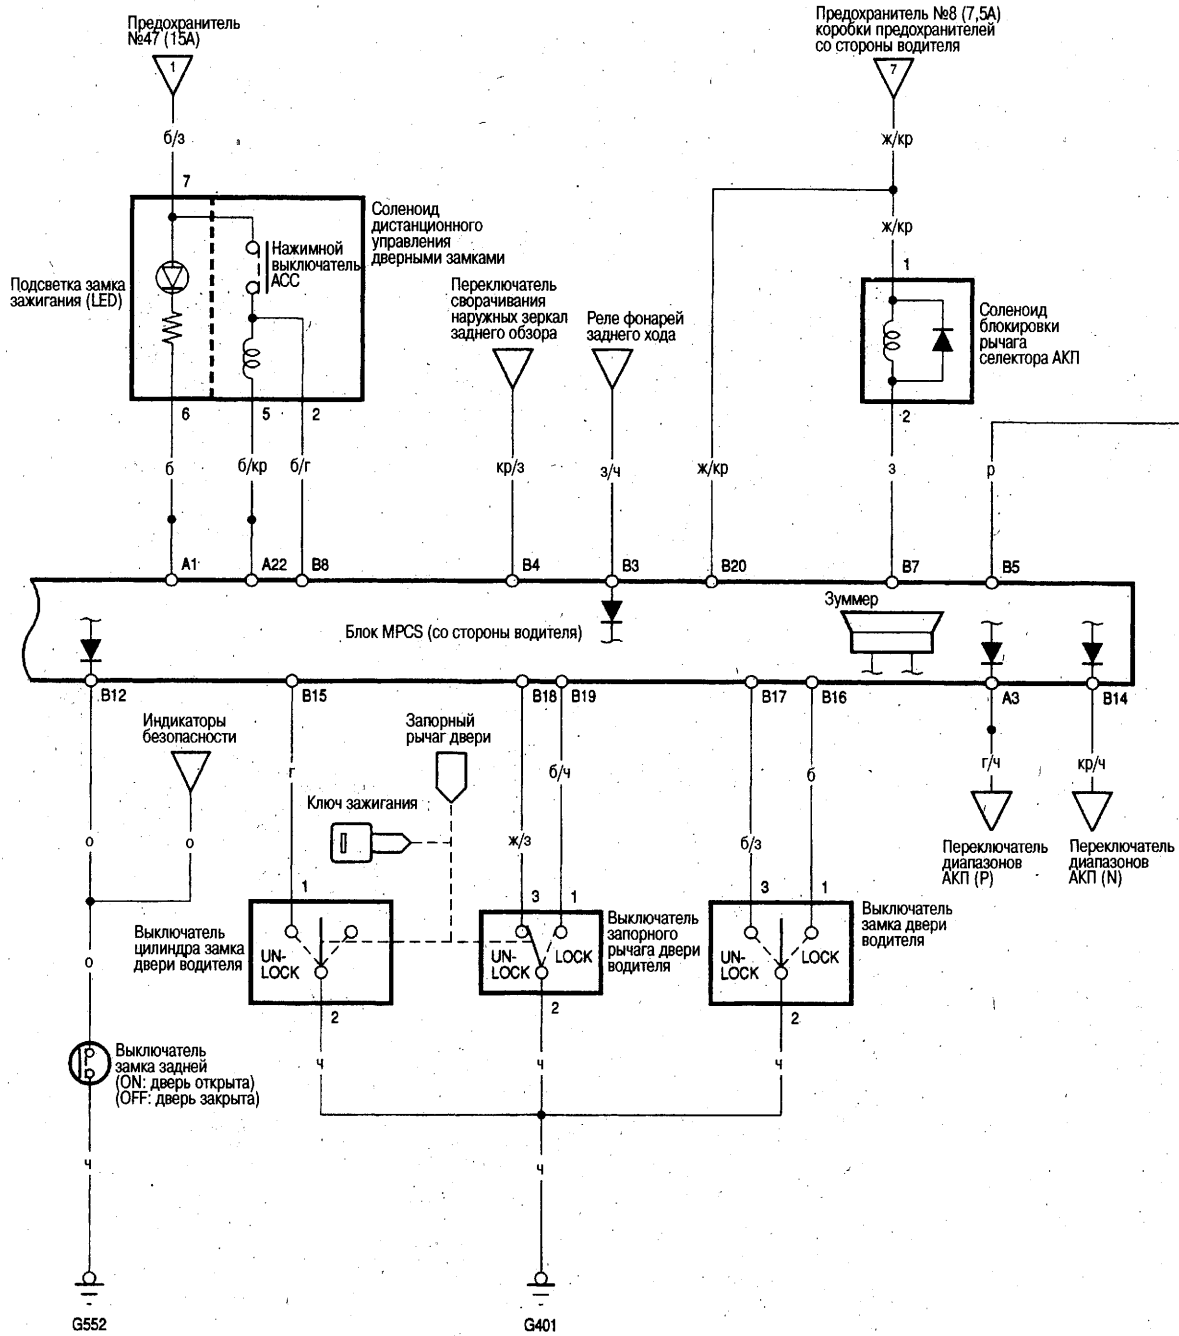 Предохранитель
№47 (15А)
1
б/з
7
Предохранитель №8 (7,5А)
коробки предохранителей
со стороны водителя
7
ж/кр
ж/кр
1
Соленоид
дистанционного
управления
дверными замками
Нажимной
выключатель
АСС
Подсветка замка
зажигания (LED)
6
5
2
Переключатель
сворачивания
наружных зеркал
заднего обзора
Реле фонарей
заднего хода
Соленоид
блокировки
рычага
селектора АКП
2
б
б/кр
б/г
кр/з
з/ч
ж/кр
з
р
A1
A22
B8
B4
B3
B20
B7
B5
Зуммер
Блок MPCS (со стороны водителя)
B12
B15
B18
B19
B17
B16
A3
B14
Индикаторы
безопасности
Запорный
рычаг двери
г
б/ч
б
г/ч
кр/ч
Ключ зажигания
о
о
ж/з
б/з
Переключатель
диапазонов
АКП (P)
Переключатель
диапазонов
АКП (N)
1
3
1
3
1
Выключатель
цилиндра замка
двери водителя
UN-
LOCK
UN-
LOCK
LOCK
Выключатель
запорного
рычага двери
водителя
UN-
LOCK
LOCK
Выключатель
замка двери
водителя
о
2
2
2
Выключатель
замка задней
(ON: дверь открыта)
(OFF: дверь закрыта)
ч
ч
ч
ч
ч
G552
G401